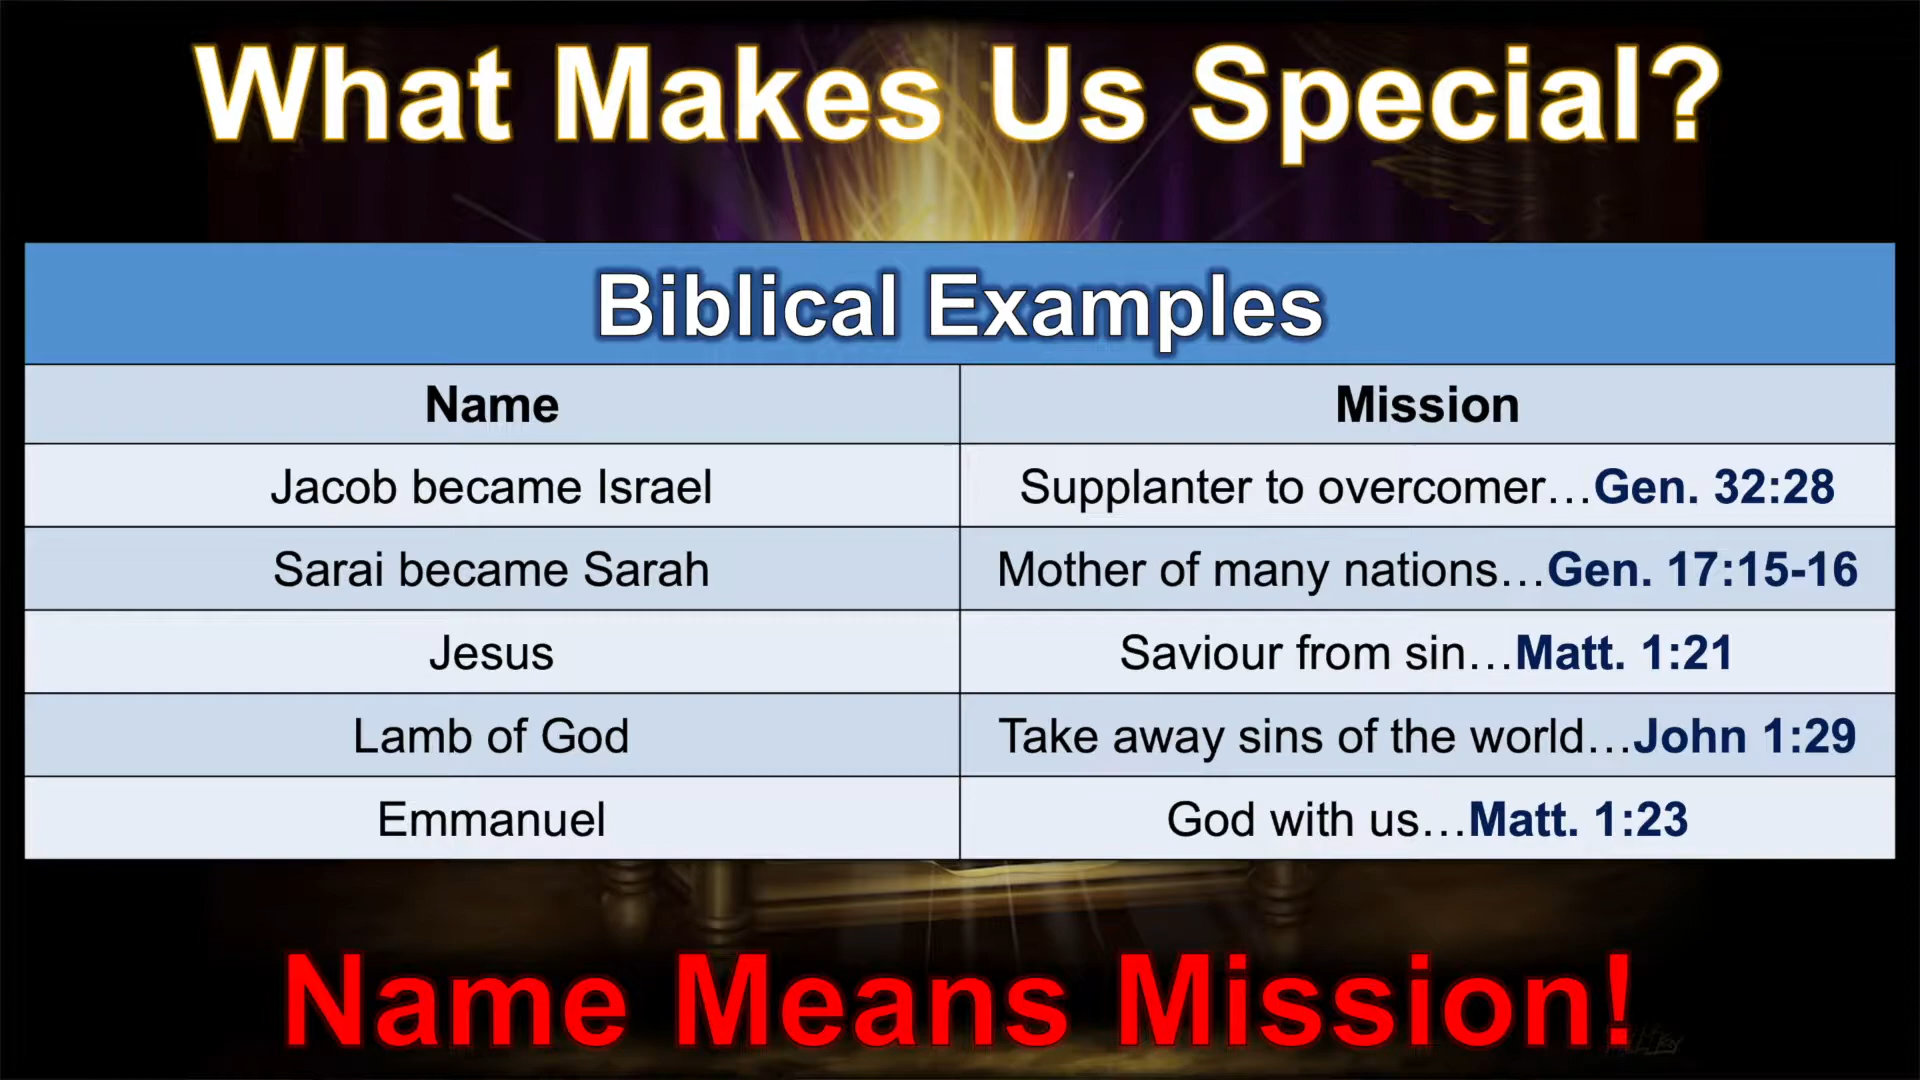 What Makes Us Special?
Biblical Examples
Name Mission
Jacob became Israel Supplanter to overcomer…Gen. 32:28
Sarai became Sarah Mother of many nations…Gen. 17:15-16
Jesus Saviour from sin…Matt. 1:21
Lamb of God Take away sins of the world…John 1:29
Emmanuel God with us…Matt. 1:23
Name Means Mission!